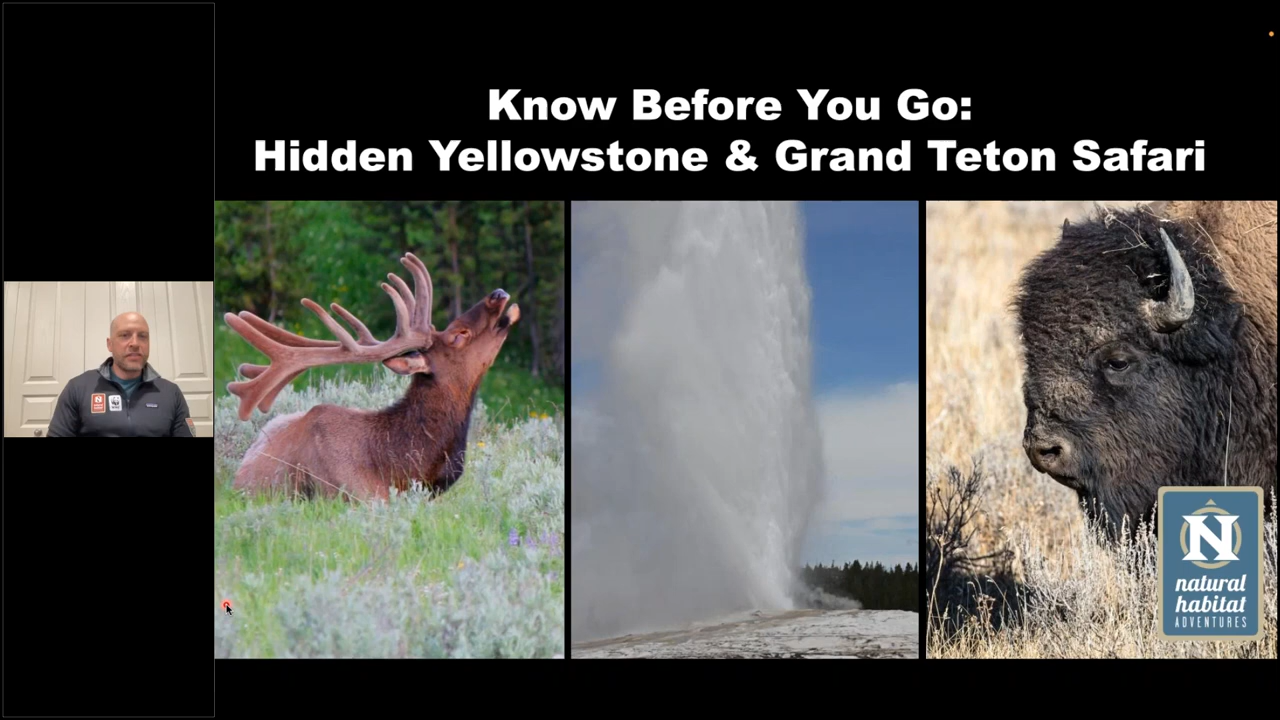 Know Before You Go:
Hidden Yellowstone & Grand Teton Safari
N
natural
habitat
ADVENTURES